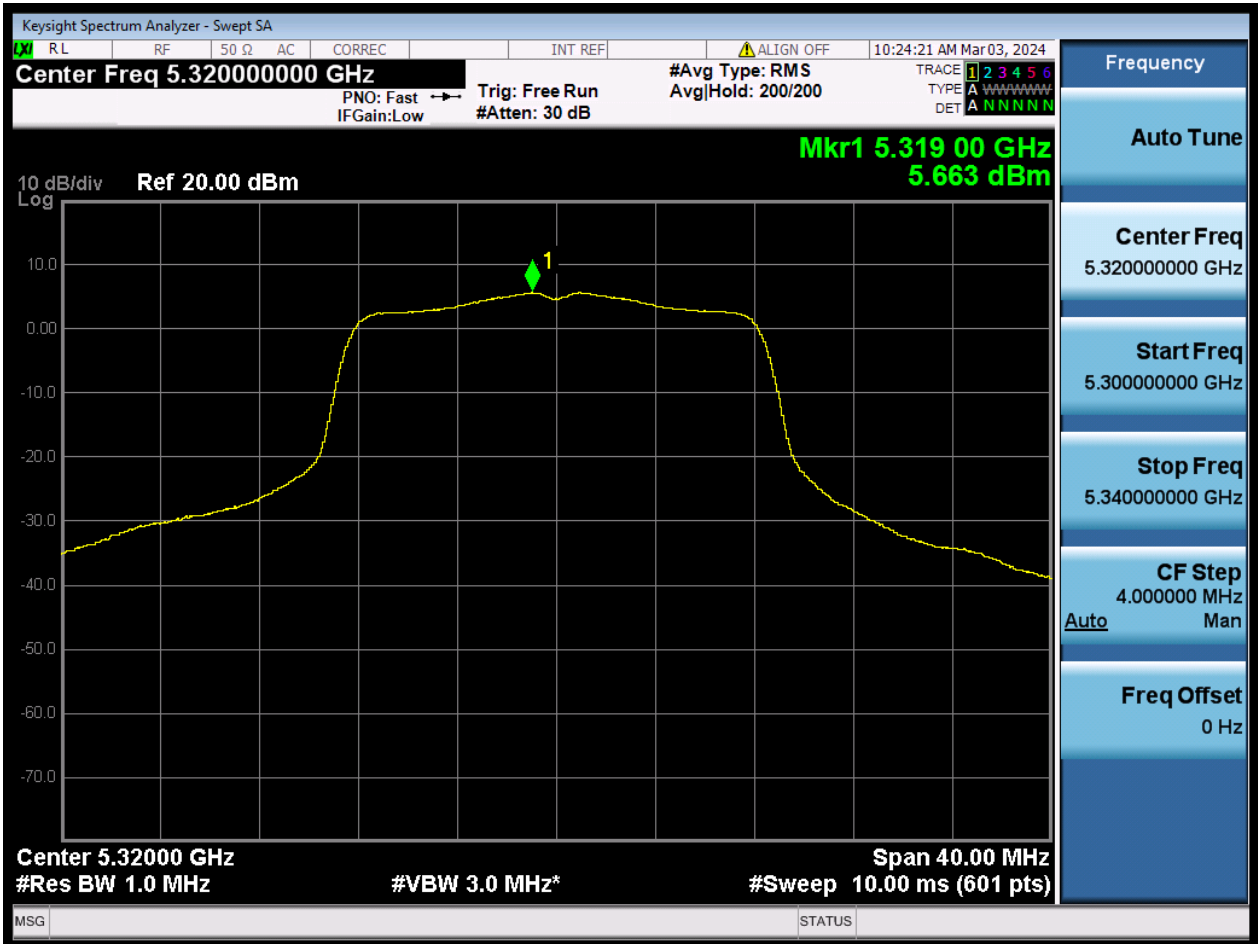 Keysight Spectrum Analyzer - Swept SA
LXI RL RF 50 Ω AC CORREC INT REF ALIGN OFF 10:24:21 AM Mar 03, 2024
Center Freq 5.320000000 GHz
PNO: Fast
IFGain:Low
Trig: Free Run
#Atten: 30 dB
#Avg Type: RMS
Avg|Hold: 200/200
TRACE 1 2 3 4 5 6
TYPE A WWWWW
DET A N N N N N
Mkr1 5.319 00 GHz
5.663 dBm
10 dB/div Ref 20.00 dBm
Log
1
10.0
0.00
-10.0
-20.0
-30.0
-40.0
-50.0
-60.0
-70.0
Center 5.32000 GHz Span 40.00 MHz
#Res BW 1.0 MHz #VBW 3.0 MHz* #Sweep 10.00 ms (601 pts)
MSG STATUS
Frequency
Auto Tune
Center Freq
5.320000000 GHz
Start Freq
5.300000000 GHz
Stop Freq
5.340000000 GHz
CF Step
4.000000 MHz
Auto Man
Freq Offset
0 Hz